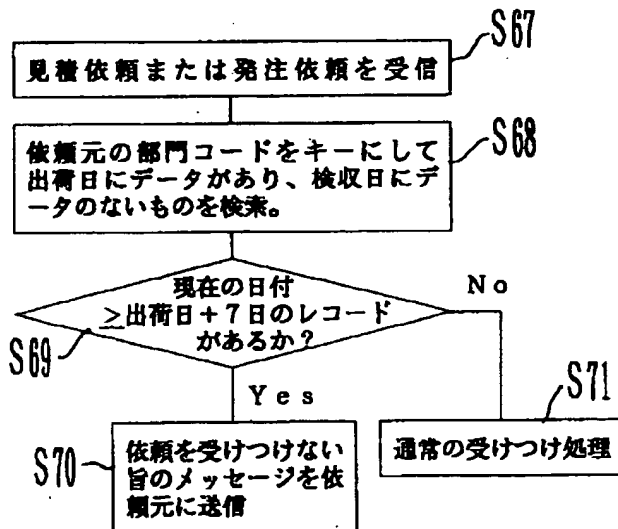 S67
見積依頼または発注依頼を受信
S68
依頼元の部門コードをキーにして
出荷日にデータがあり、検収日にデ
ータのないものを検索。
現在の日付
≧出荷日+7日のレコード
があるか?
No
S69
Yes
S71
S70
依頼を受けつけない
旨のメッセージを依
頼元に送信
通常の受けつけ処理